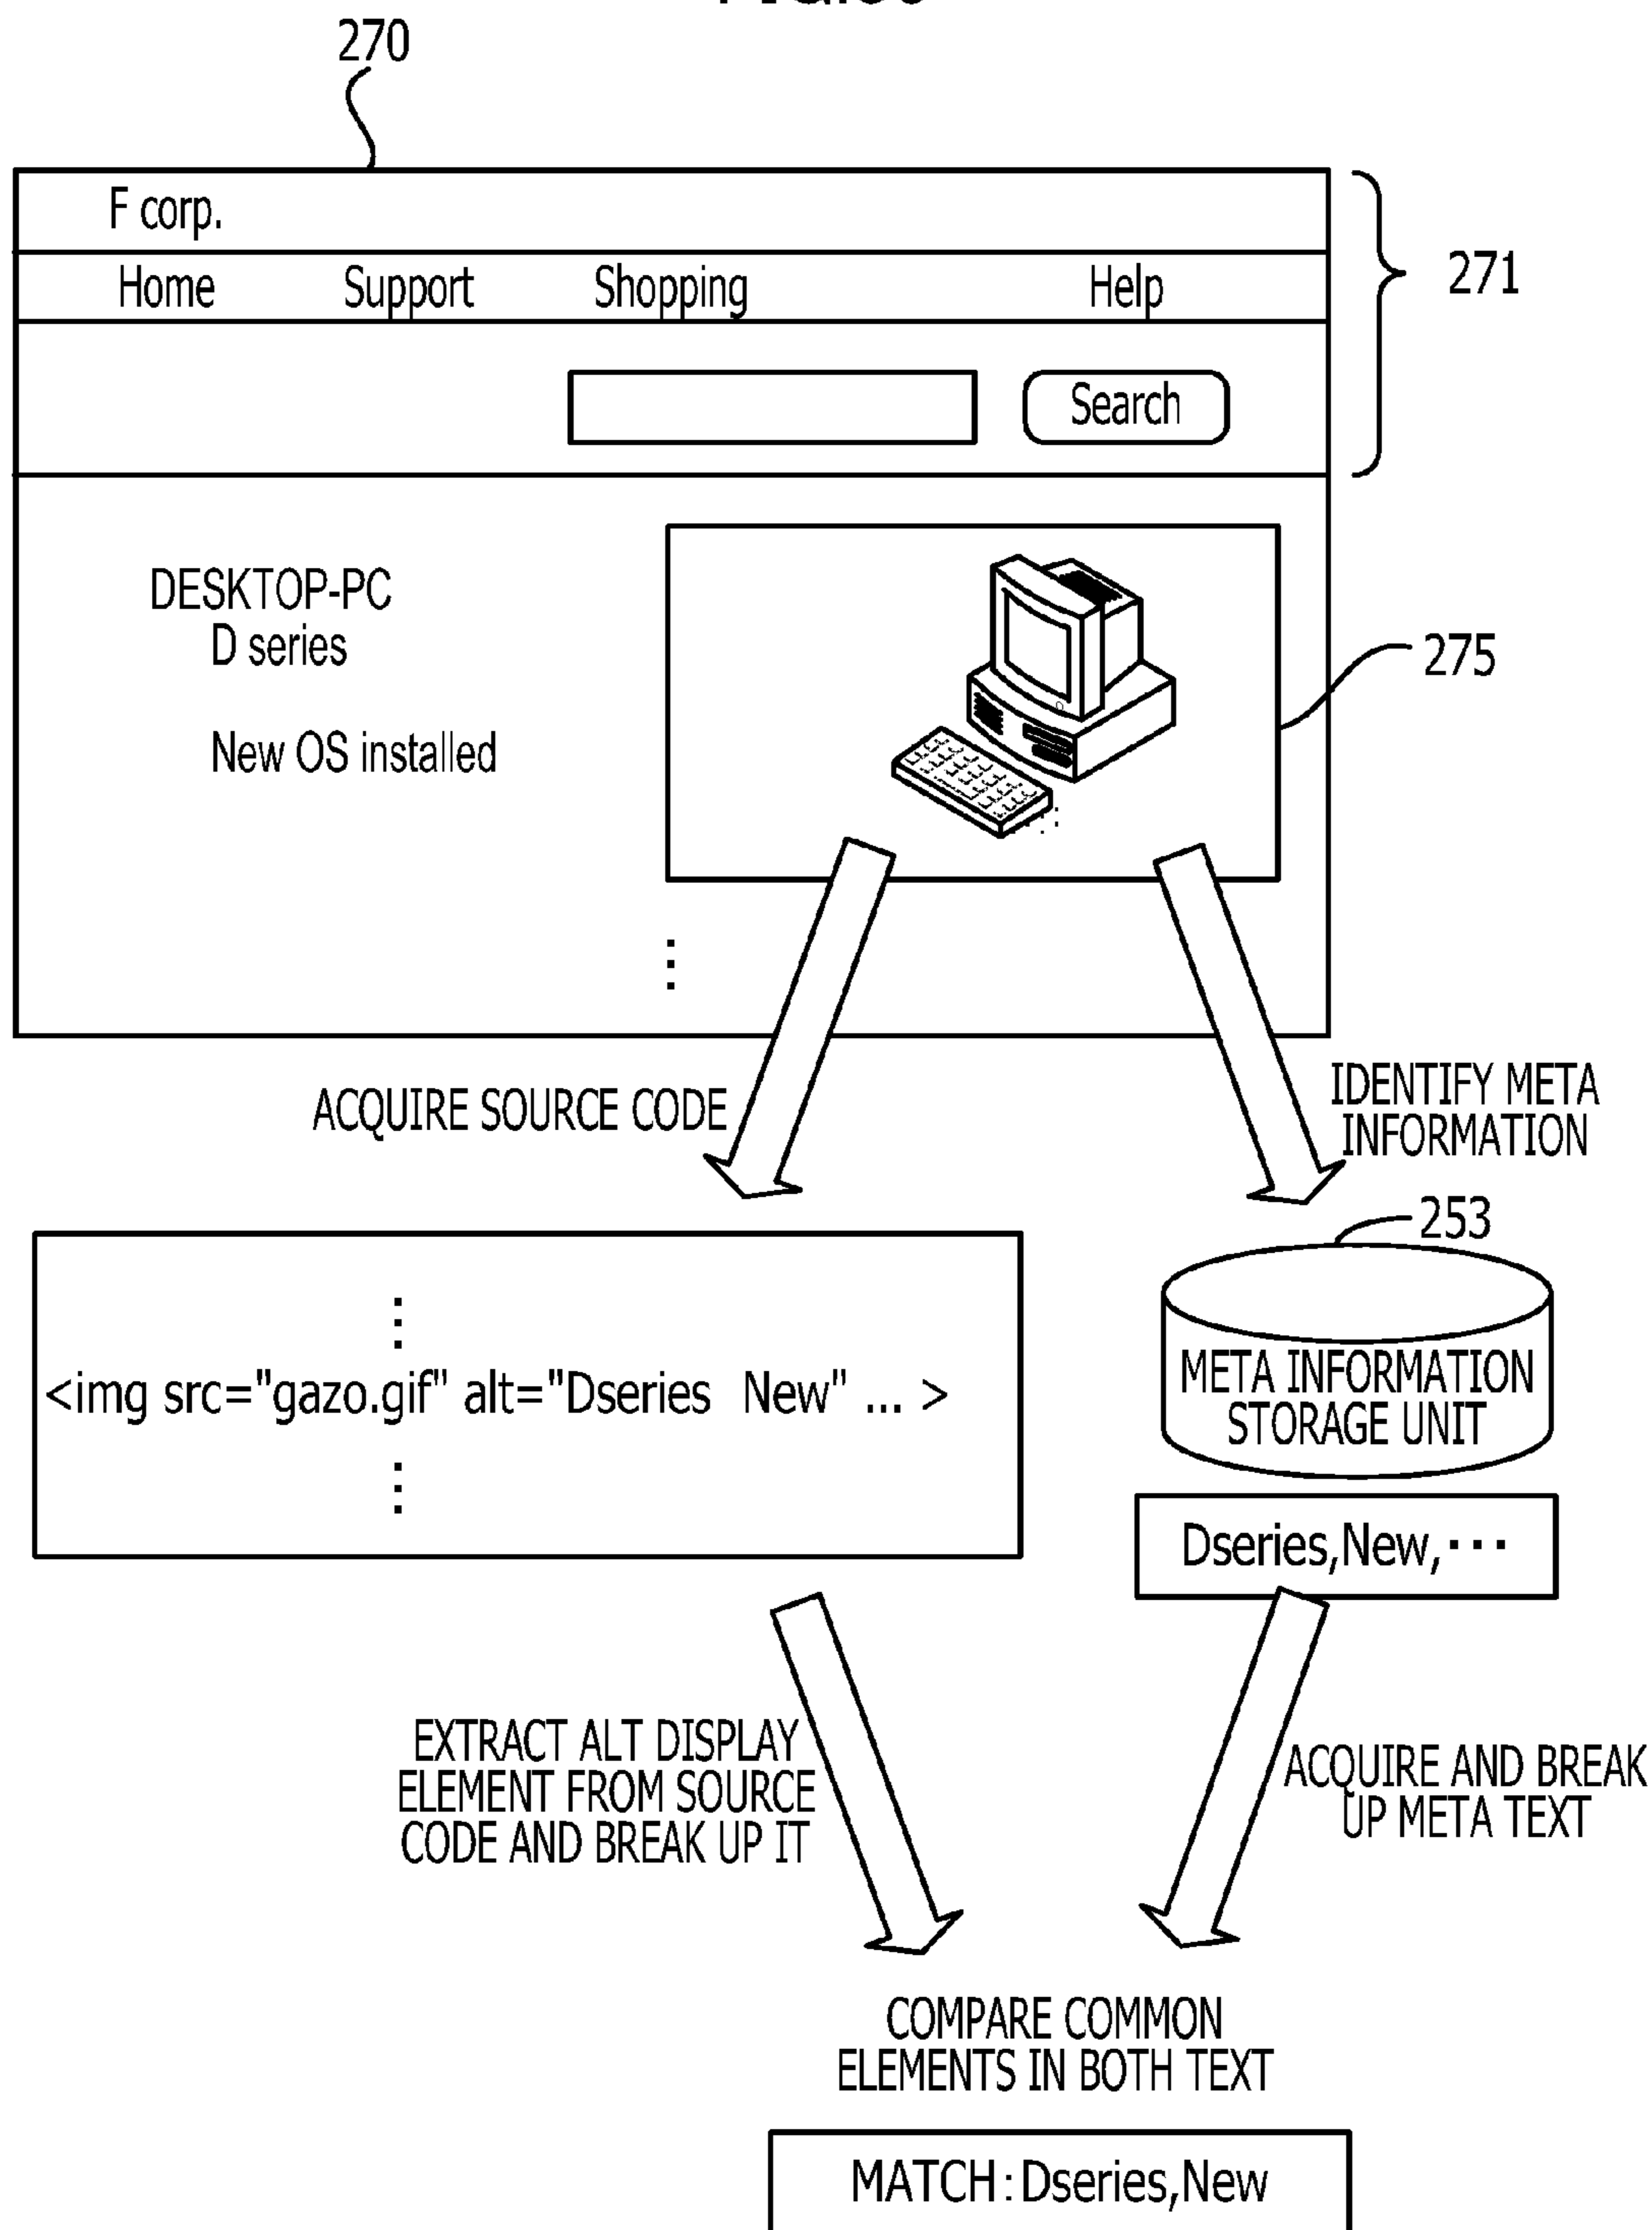 270
F corp.
271
Home Support Shopping Help
Search
DESKTOP-PC
D series
New OS installed
275
ACQUIRE SOURCE CODE
IDENTIFY META
INFORMATION
253
<img src="gazo.gif" alt="Dseries New" ... >
META INFORMATION
STORAGE UNIT
Dseries,New,···
EXTRACT ALT DISPLAY
ELEMENT FROM SOURCE
CODE AND BREAK UP IT
ACQUIRE AND BREAK
UP META TEXT
COMPARE COMMON
ELEMENTS IN BOTH TEXT
MATCH:Dseries,New